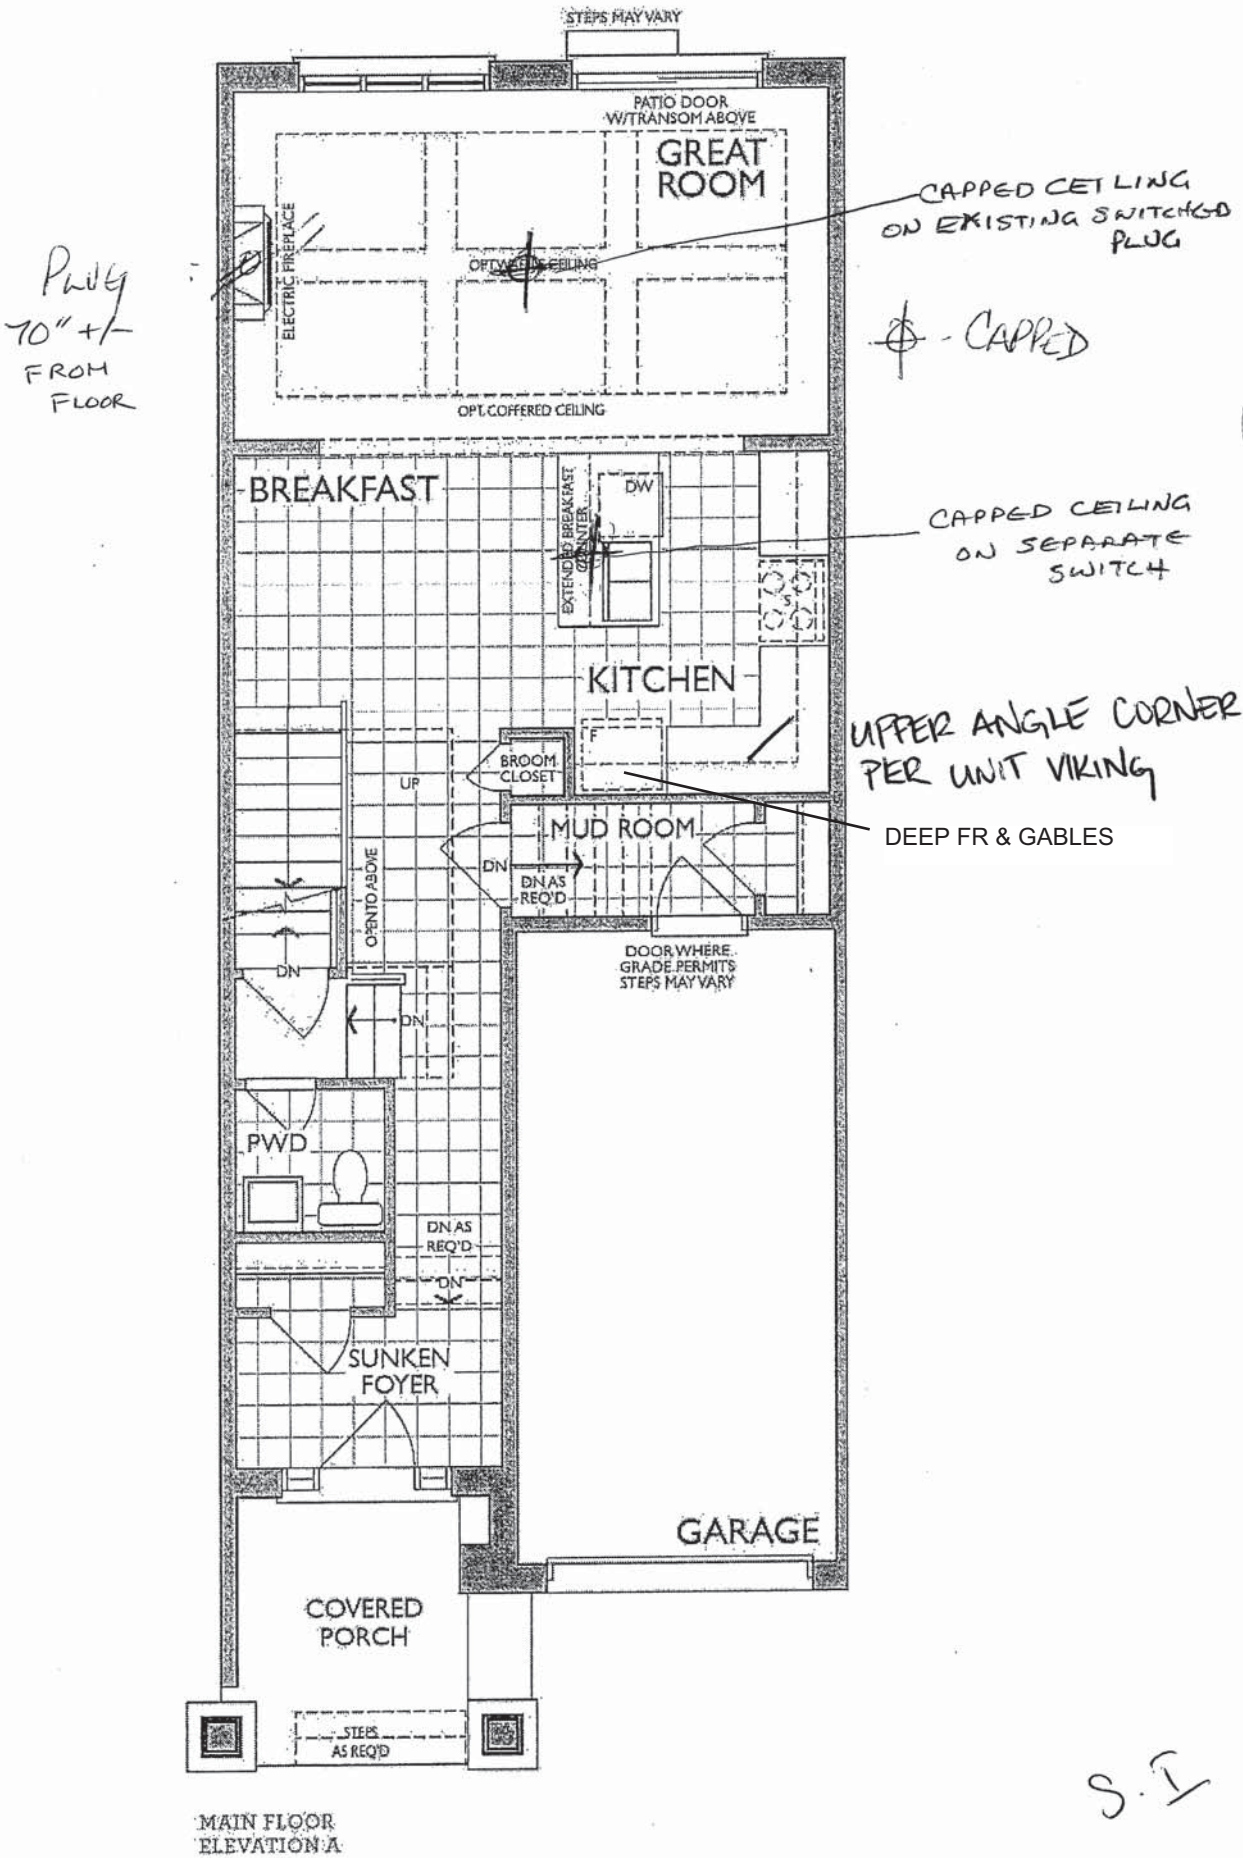 STEPS MAY VARY
PATIO DOOR
W/TRANSOM ABOVE
GREAT
ROOM
CAPPED CEILING
ON EXISTING SWITCHED
PLUG
ELECTRIC FIREPLACE
PLUG
70" +/-
FROM
FLOOR
- CAPPED
OPT. COFFERED CEILING
BREAKFAST
EXTENDED BREAKFAST
COUNTER
DW
CAPPED CEILING
ON SEPARATE
SWITCH
S
KITCHEN
UPPER ANGLE CORNER
PER UNIT VIKING
F
BROOM
CLOSET
UP
MUD ROOM
DEEP FR & GABLES
DN
DN AS
REQ'D
OPEN TO ABOVE
DOOR WHERE
GRADE PERMITS
STEPS MAY VARY
DN
DN
PWD
DN AS
REQ'D
DN
SUNKEN
FOYER
GARAGE
COVERED
PORCH
STEPS
AS REQ'D
S.I
MAIN FLOOR
ELEVATION A